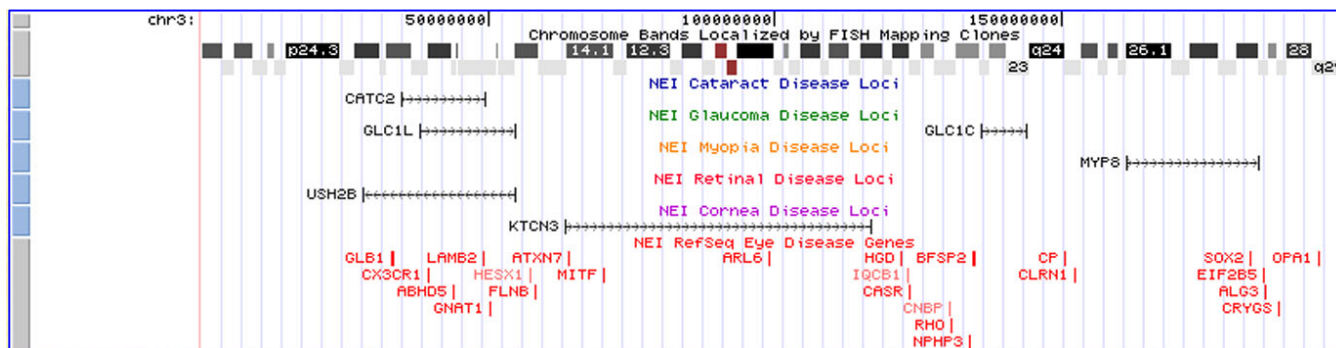 chr3: 50000000 100000000 150000000
Chromosome Bands Localized by FISH Mapping Clones
p24.3 14.1 12.3 q24 26.1 28
23
NEI Cataract Disease Loci
CATC2
NEI Glaucoma Disease Loci
GLC1L GLC1C
NEI Myopia Disease Loci
MYP8
NEI Retinal Disease Loci
USH2B
NEI Cornea Disease Loci
KTCN3
NEI RefSeq Eye Disease Genes
GLB1 LAMB2 ATXN7 ARL6 HGD BFSP2 CP SOX2 OPA1
CX3CR1 HESX1 MITF IQCB1 CLRN1 EIF2B5
ABHD5 FLNB CASR ALG3
GNAT1 CNBP CRYGS
RHO
NPHP3